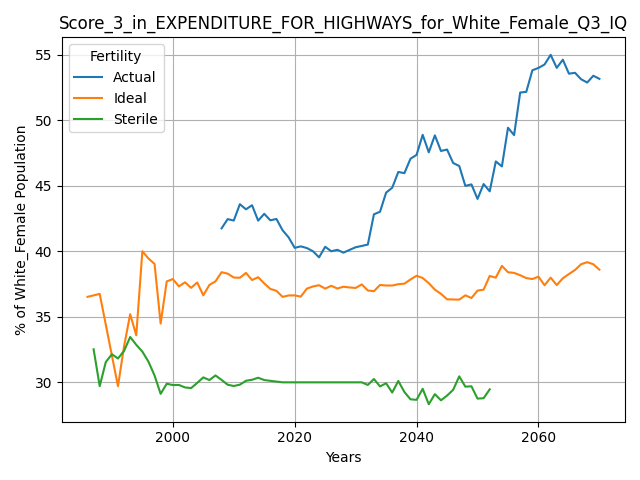 Score_3_in_EXPENDITURE_FOR_HIGHWAYS_for_White_Female_Q3_IQ
Fertility
Actual
Ideal
Sterile
55
50
45
40
35
30
% of White_Female Population
2000
2020
2040
2060
Years